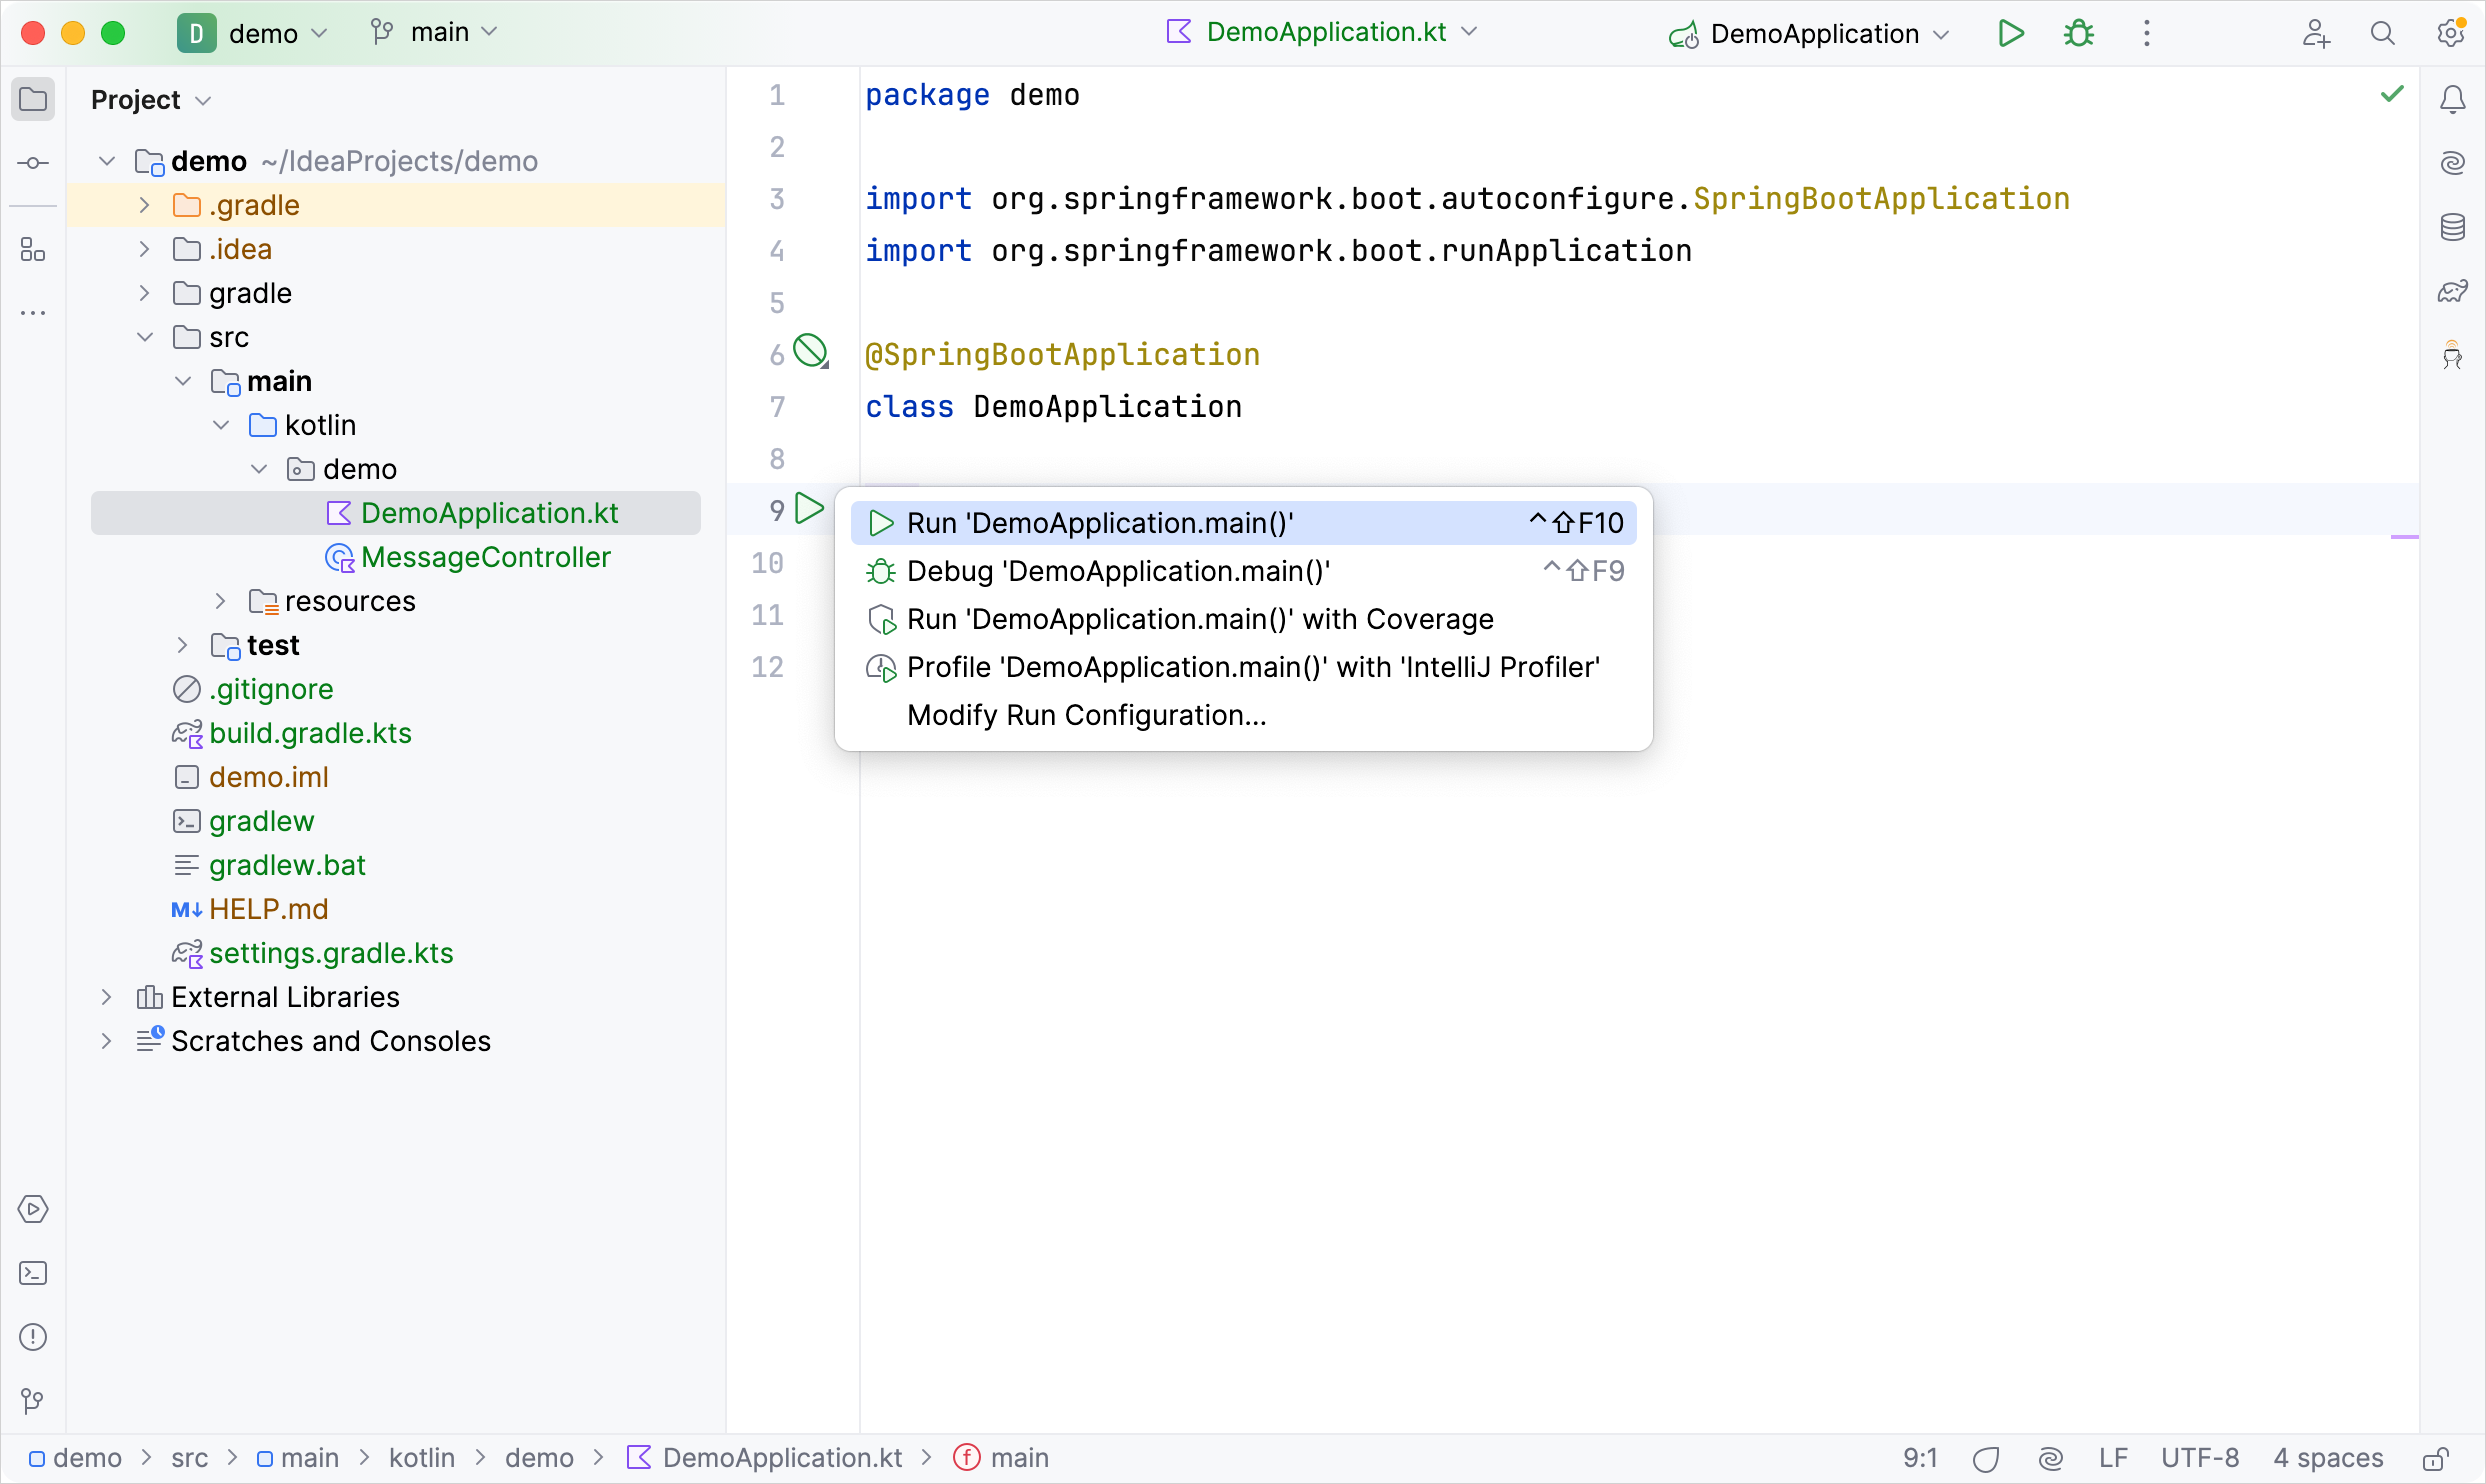 D demo main DemoApplication.kt DemoApplication
Project
demo ~/IdeaProjects/demo
.gradle
.idea
gradle
src
main
kotlin
demo
DemoApplication.kt
MessageController
resources
test
.gitignore
build.gradle.kts
demo.iml
gradlew
gradlew.bat
M↓ HELP.md
settings.gradle.kts
External Libraries
Scratches and Consoles
1 package demo
2
3 import org.springframework.boot.autoconfigure.SpringBootApplication
4 import org.springframework.boot.runApplication
5
6 @SpringBootApplication
7 class DemoApplication
8
9
10
11
12
Run 'DemoApplication.main()' ^⇧F10
Debug 'DemoApplication.main()' ^⇧F9
Run 'DemoApplication.main()' with Coverage
Profile 'DemoApplication.main()' with 'IntelliJ Profiler'
Modify Run Configuration...
demo > src > main > kotlin > demo > DemoApplication.kt > f main 9:1 LF UTF-8 4 spaces